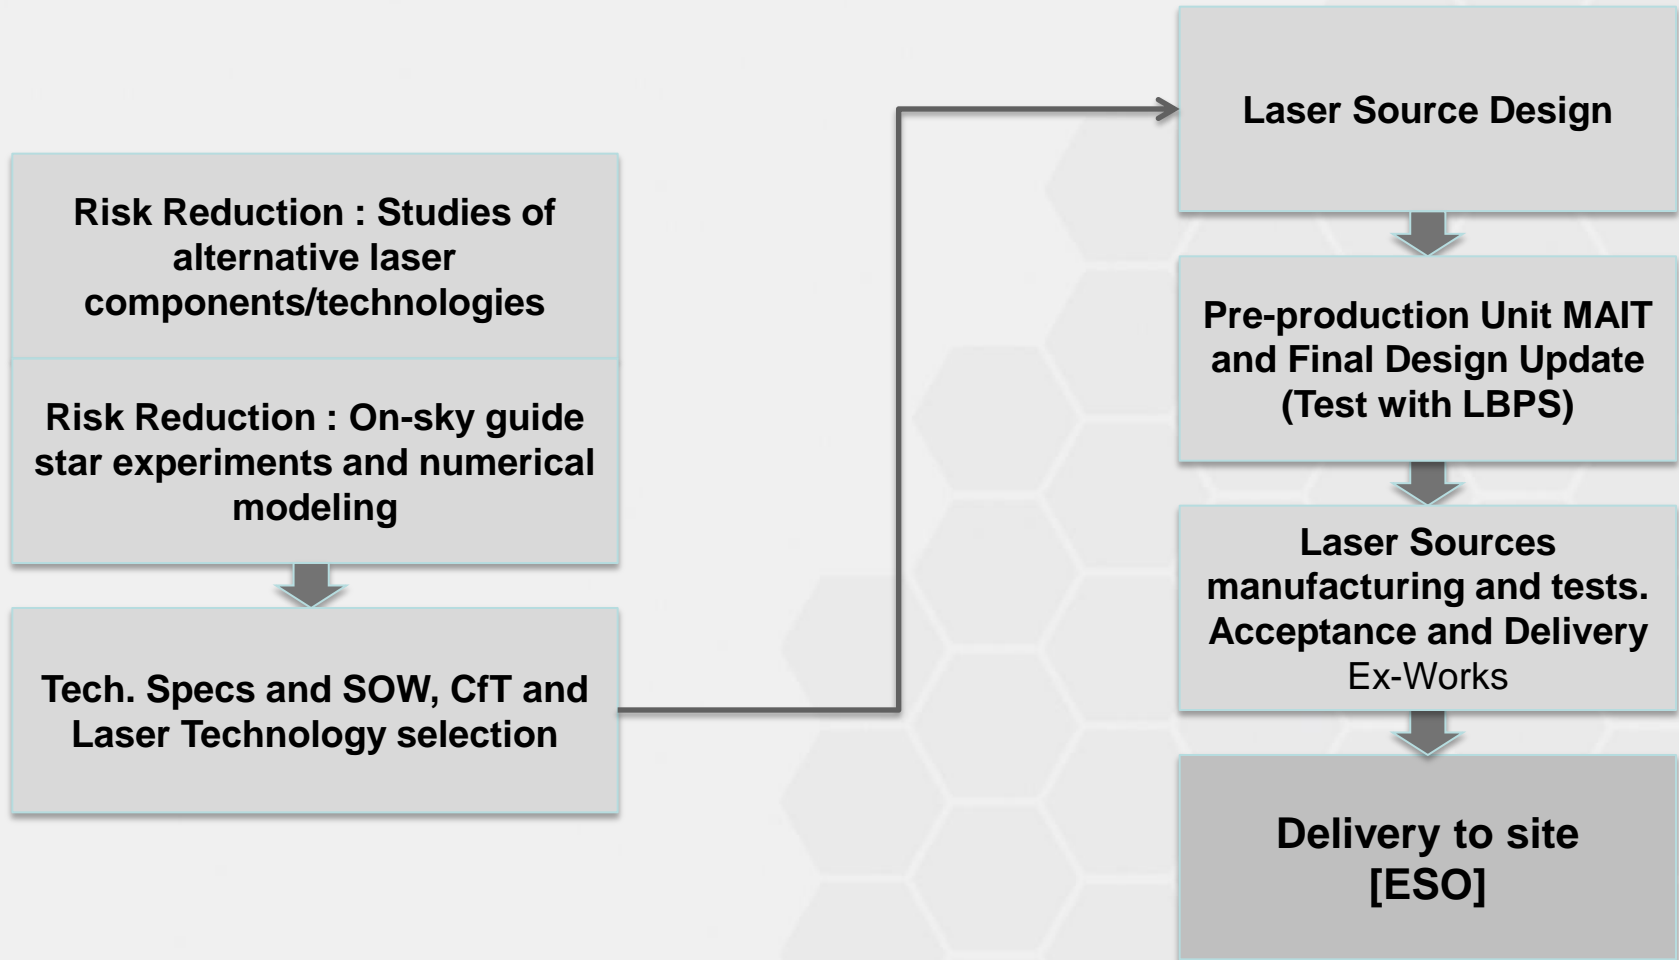 Risk Reduction : Studies of
alternative laser
components/technologies
Risk Reduction : On-sky guide
star experiments and numerical
modeling
Tech. Specs and SOW, CfT and
Laser Technology selection
Laser Source Design
Pre-production Unit MAIT
and Final Design Update
(Test with LBPS)
Laser Sources
manufacturing and tests.
Acceptance and Delivery
Ex-Works
Delivery to site
[ESO]